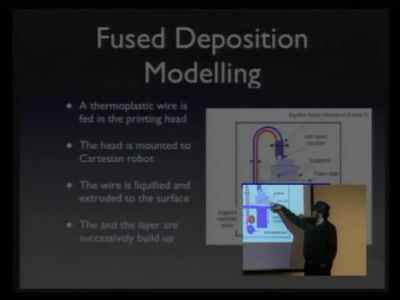 Fused Deposition
Modelling
• A thermoplastic wire is
fed in the printing head
• The head is mounted to
Cartesian robot
• The wire is liquified and
extruded to the surface
• The and the layer are
successively build up
Support